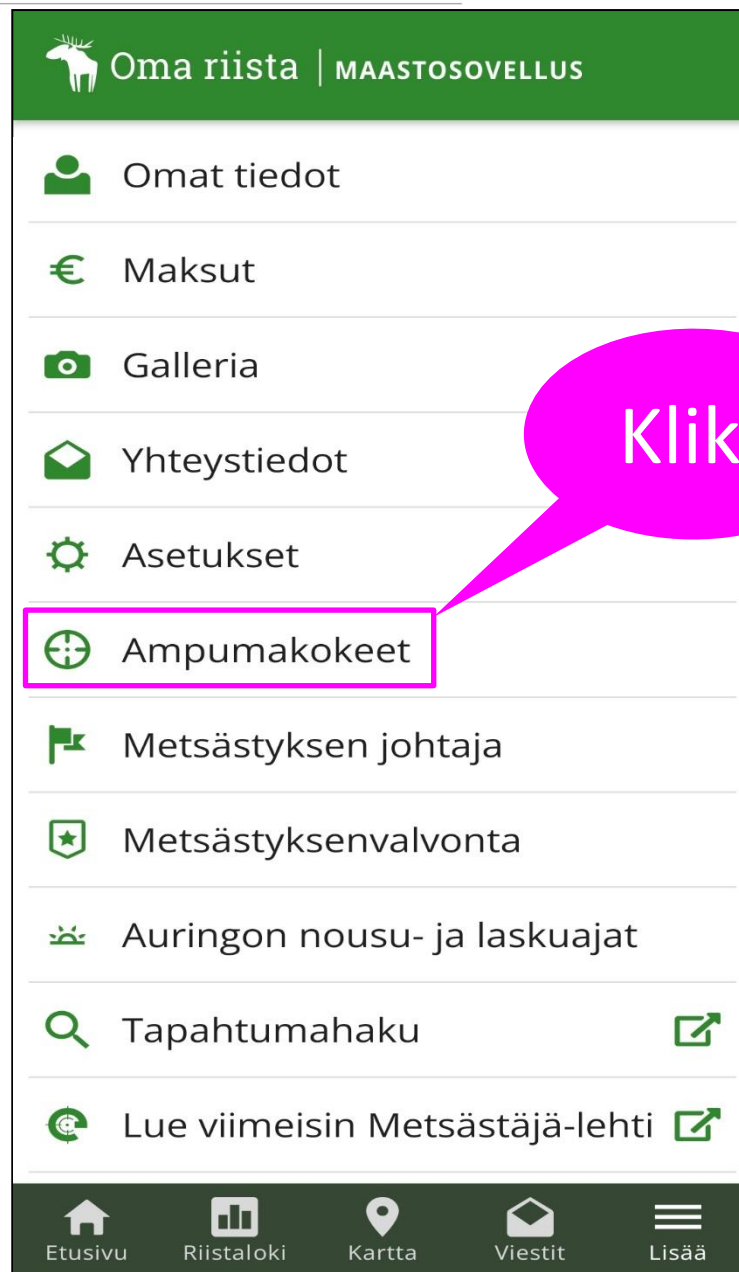 Oma riista | MAASTOSOVELLUS
Omat tiedot
€ Maksut
Galleria
Klik
Yhteystiedot
Asetukset
Ampumakokeet
Metsästyksen johtaja
Metsästyksenvalvonta
Auringon nousu- ja laskuajat
Tapahtumahaku
Lue viimeisin Metsästäjä-lehti
Etusivu Riistaloki Kartta Viestit Lisää